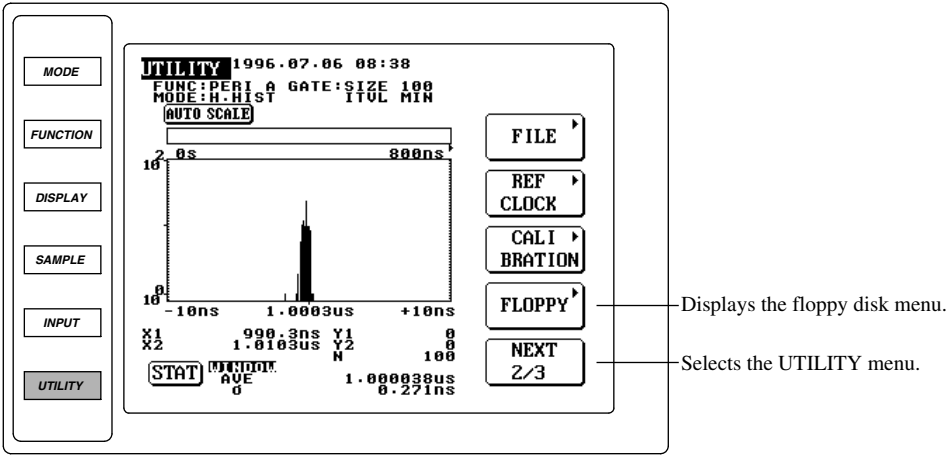 MODE
FUNCTION
DISPLAY
SAMPLE
INPUT
UTILITY
UTILITY 1996.07.06 08:38
FUNC:PERI A GATE:SIZE 100
MODE:H.HIST ITVL MIN
AUTO SCALE
0s 800ns
10 2
10 0
-10ns 1.0003us +10ns
X1 990.3ns Y1 0
X2 1.0103us Y2 0
N 100
STAT WINDOW
AVE 1.000038us
σ 0.271ns
FILE
REF
CLOCK
CALI
BRATION
FLOPPY
NEXT
2/3
Displays the floppy disk menu.
Selects the UTILITY menu.